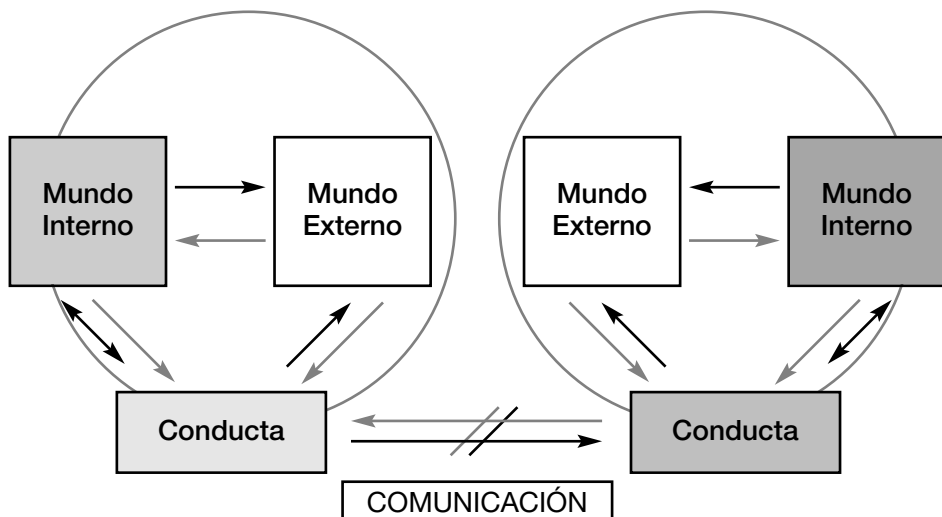 Mundo
Interno
Mundo
Externo
Mundo
Externo
Mundo
Interno
Conducta
Conducta
COMUNICACIÓN